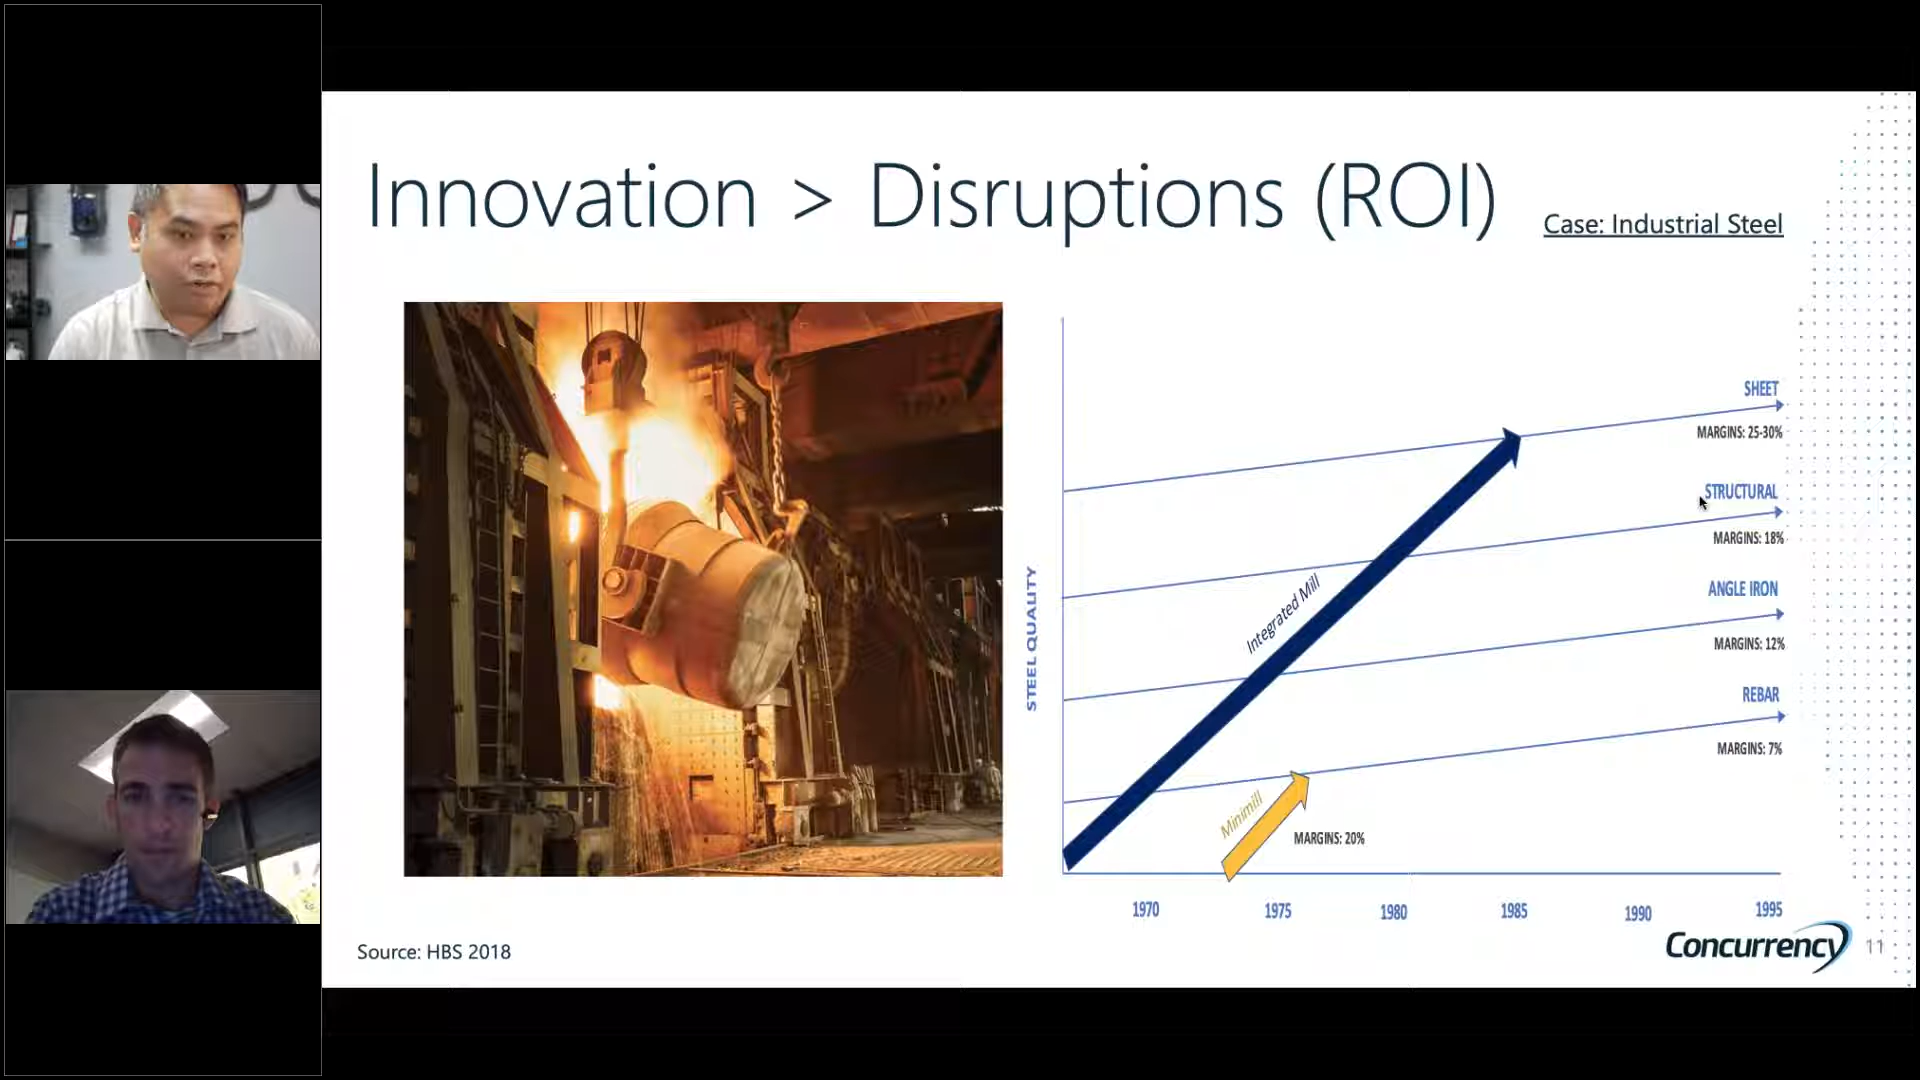 Innovation > Disruptions (ROI)
Case: Industrial Steel
SHEET
MARGINS: 25-30%
STRUCTURAL
MARGINS: 18%
ANGLE IRON
MARGINS: 12%
REBAR
MARGINS: 7%
STEEL QUALITY
Integrated Mill
Minimill
MARGINS: 20%
1970 1975 1980 1985 1990 1995
Source: HBS 2018
Concurrency
11